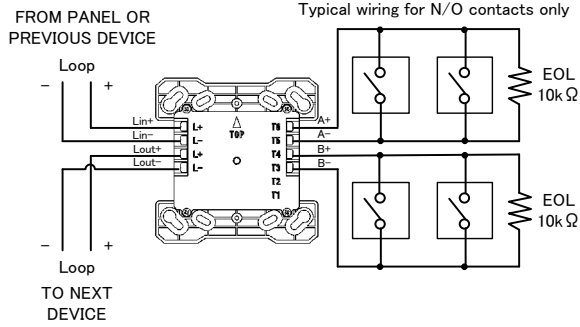 Typical wiring for N/O contacts only
FROM PANEL OR
PREVIOUS DEVICE
Loop
− +
Lin+
Lin−
Lout+
Lout−
L+
L−
L+
L−
TOP
T6
T5
T4
T3
T2
T1
A+
A−
B+
B−
EOL
10kΩ
EOL
10kΩ
− +
Loop
TO NEXT
DEVICE